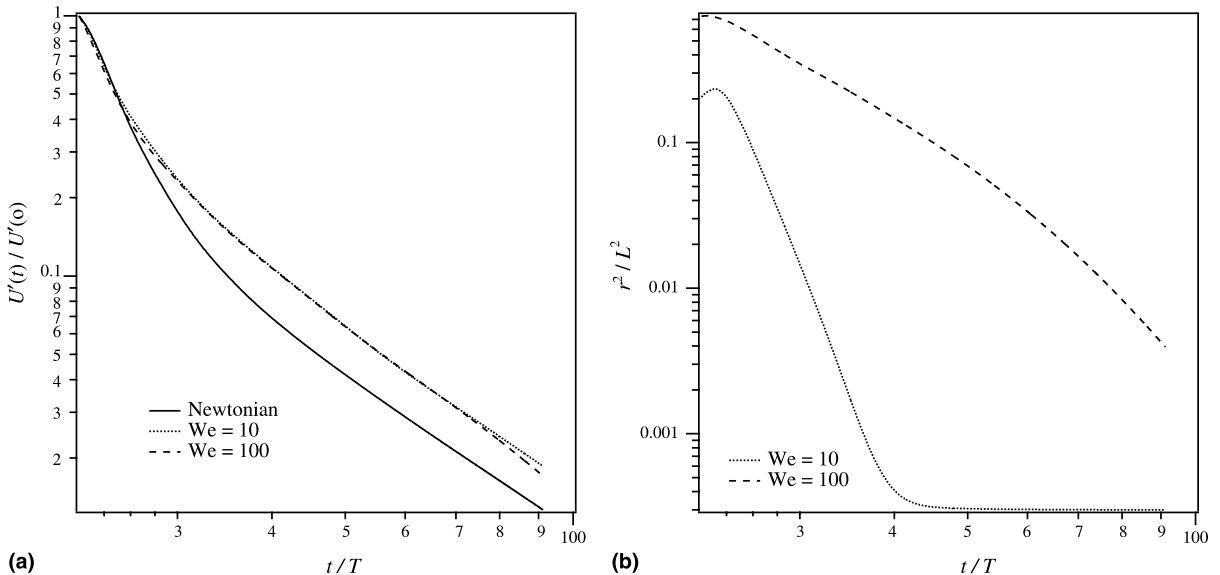 1
9
8
7
6
5
4
3
2
0.1
9
8
7
6
5
4
3
2
U′(t) / U′(o)
Newtonian
We = 10
We = 100
3 4 5 6 7 8 9 100
t / T
(a)
0.1
0.01
0.001
r² / L²
We = 10
We = 100
3 4 5 6 7 8 9 100
t / T
(b)